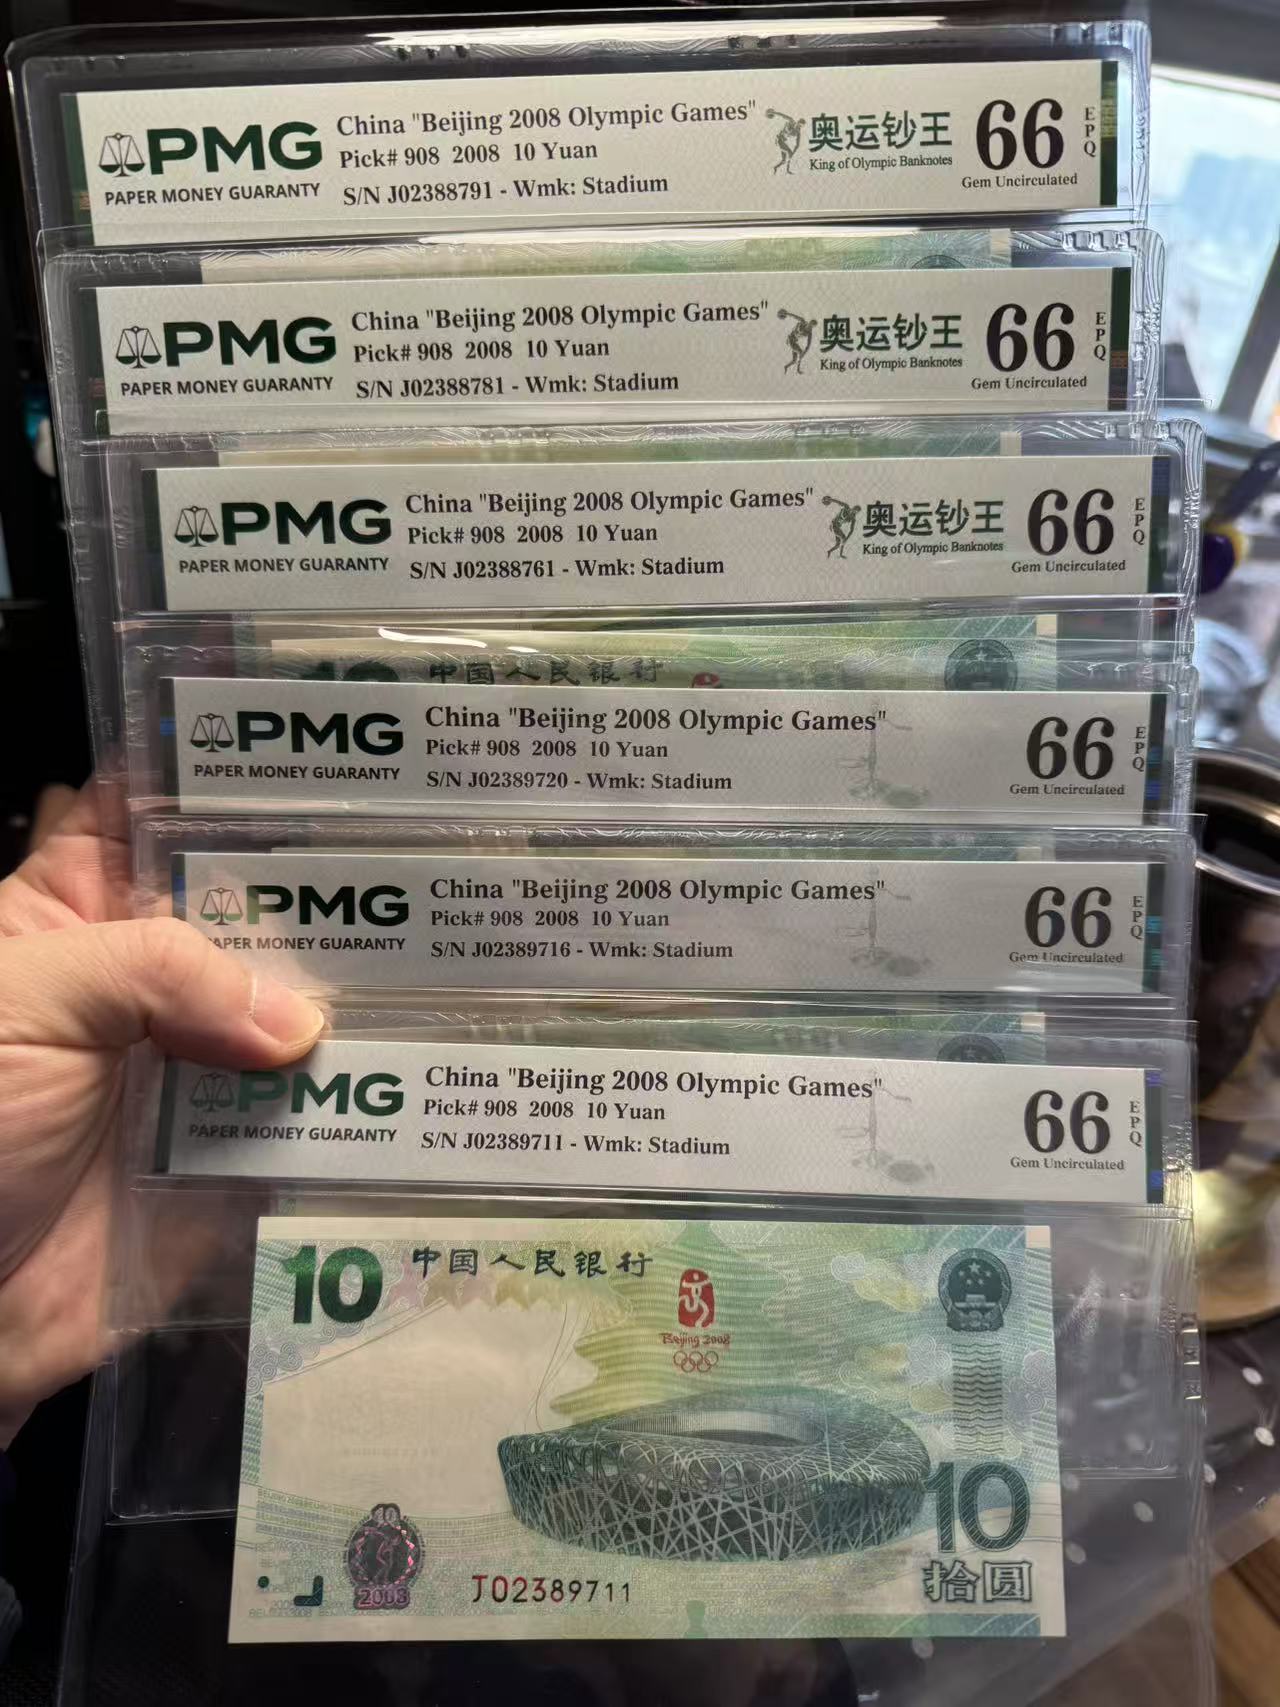 PMG
PAPER MONEY GUARANTY
China "Beijing 2008 Olympic Games"
Pick# 908 2008 10 Yuan
S/N J02388791 - Wmk: Stadium
奥运钞王
King of Olympic Banknotes
66
EPQ
Gem Uncirculated
PMG
PAPER MONEY GUARANTY
China "Beijing 2008 Olympic Games"
Pick# 908 2008 10 Yuan
S/N J02388781 - Wmk: Stadium
奥运钞王
King of Olympic Banknotes
66
EPQ
Gem Uncirculated
PMG
PAPER MONEY GUARANTY
China "Beijing 2008 Olympic Games"
Pick# 908 2008 10 Yuan
S/N J02388761 - Wmk: Stadium
奥运钞王
King of Olympic Banknotes
66
EPQ
Gem Uncirculated
中国人民银行
PMG
PAPER MONEY GUARANTY
China "Beijing 2008 Olympic Games"
Pick# 908 2008 10 Yuan
S/N J02389720 - Wmk: Stadium
66
EPQ
Gem Uncirculated
PMG
PAPER MONEY GUARANTY
China "Beijing 2008 Olympic Games"
Pick# 908 2008 10 Yuan
S/N J02389716 - Wmk: Stadium
66
EPQ
Gem Uncirculated
PMG
PAPER MONEY GUARANTY
China "Beijing 2008 Olympic Games"
Pick# 908 2008 10 Yuan
S/N J02389711 - Wmk: Stadium
66
EPQ
Gem Uncirculated
10
中国人民银行
Beijing 2008
10
拾圆
10
2008
J02389711